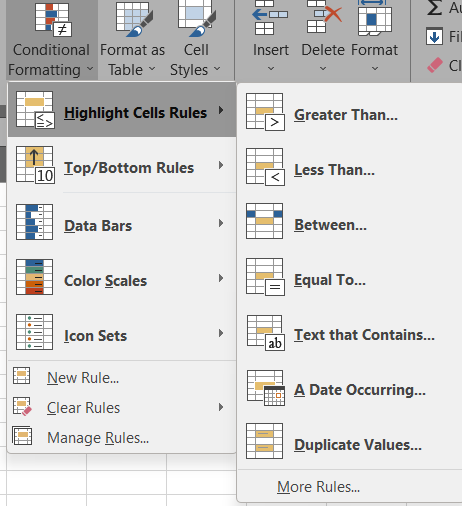 Conditional
Formatting
Format as
Table
Cell
Styles
Insert
Delete
Format
Σ
Fil
Cl
Highlight Cells Rules
Top/Bottom Rules
10
Data Bars
Color Scales
Icon Sets
New Rule...
Clear Rules
Manage Rules...
Greater Than...
Less Than...
Between...
Equal To...
Text that Contains...
ab
A Date Occurring...
Duplicate Values...
More Rules...